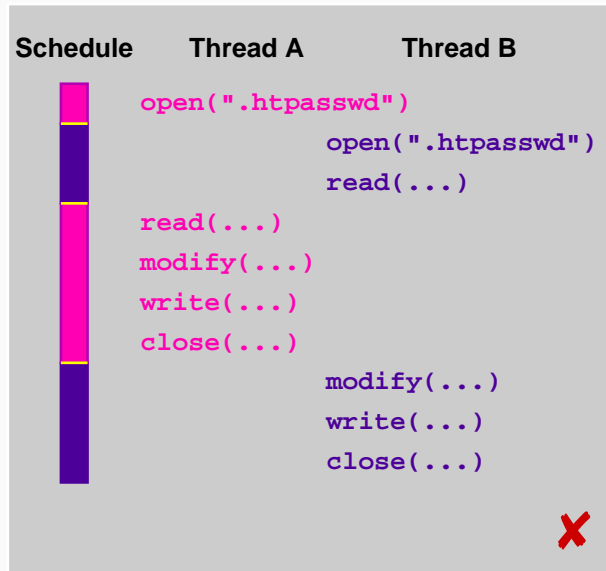 Schedule Thread A Thread B
open(".htpasswd")
open(".htpasswd")
read(...)
read(...)
modify(...)
write(...)
close(...)
modify(...)
write(...)
close(...)